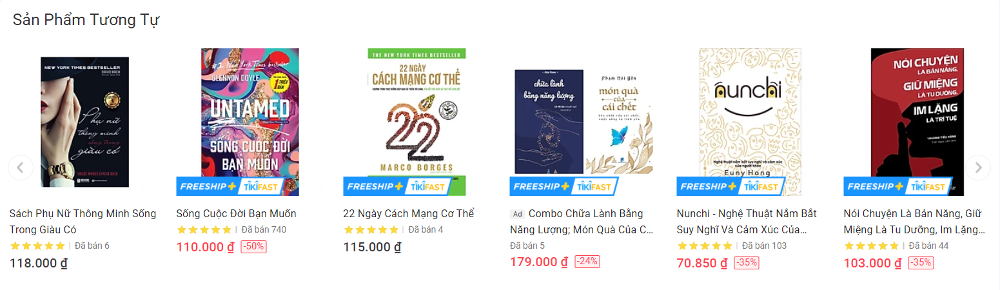 Sản Phẩm Tương Tự
NEW YORK TIMES BESTSELLER
DAVID BACH
Phụ nữ
thông minh
sống trong
giàu có
SMART WOMEN FINISH RICH
Sách Phụ Nữ Thông Minh Sống
Trong Giàu Có
Đã bán 6
118.000 ₫
#1 New York Times bestseller
GLENNON DOYLE
1 TRIỆU
BẢN
UNTAMED
SỐNG CUỘC ĐỜI
BẠN MUỐN
FREESHIP+ TIKIFAST
Sống Cuộc Đời Bạn Muốn
Đã bán 740
110.000 ₫ -50%
THE NEW YORK TIMES BESTSELLER
22 NGÀY
CÁCH MẠNG CƠ THỂ
22
MARCO BORGES
FREESHIP+ TIKIFAST
22 Ngày Cách Mạng Cơ Thể
Đã bán 4
115.000 ₫
chữa lành
bằng năng lượng
Phạm Hải Yến
món quà
của
cái chết
FREESHIP+ TIKIFAST
Ad Combo Chữa Lành Bằng
Năng Lượng; Món Quà Của C...
Đã bán 5
179.000 ₫ -24%
nunchi
Nghệ thuật nắm bắt suy nghĩ và cảm xúc
của người khác
Euny Hong
FREESHIP+ TIKIFAST
Nunchi - Nghệ Thuật Nắm Bắt
Suy Nghĩ Và Cảm Xúc Của...
Đã bán 103
70.850 ₫ -35%
NÓI CHUYỆN
LÀ BẢN NĂNG,
GIỮ MIỆNG
LÀ TU DƯỠNG,
IM LẶNG
LÀ TRÍ TUỆ
TRƯƠNG TIẾU HẰNG
FREESHIP+ TIKIFAST
Nói Chuyện Là Bản Năng, Giữ
Miệng Là Tu Dưỡng, Im Lặng...
Đã bán 44
103.000 ₫ -35%